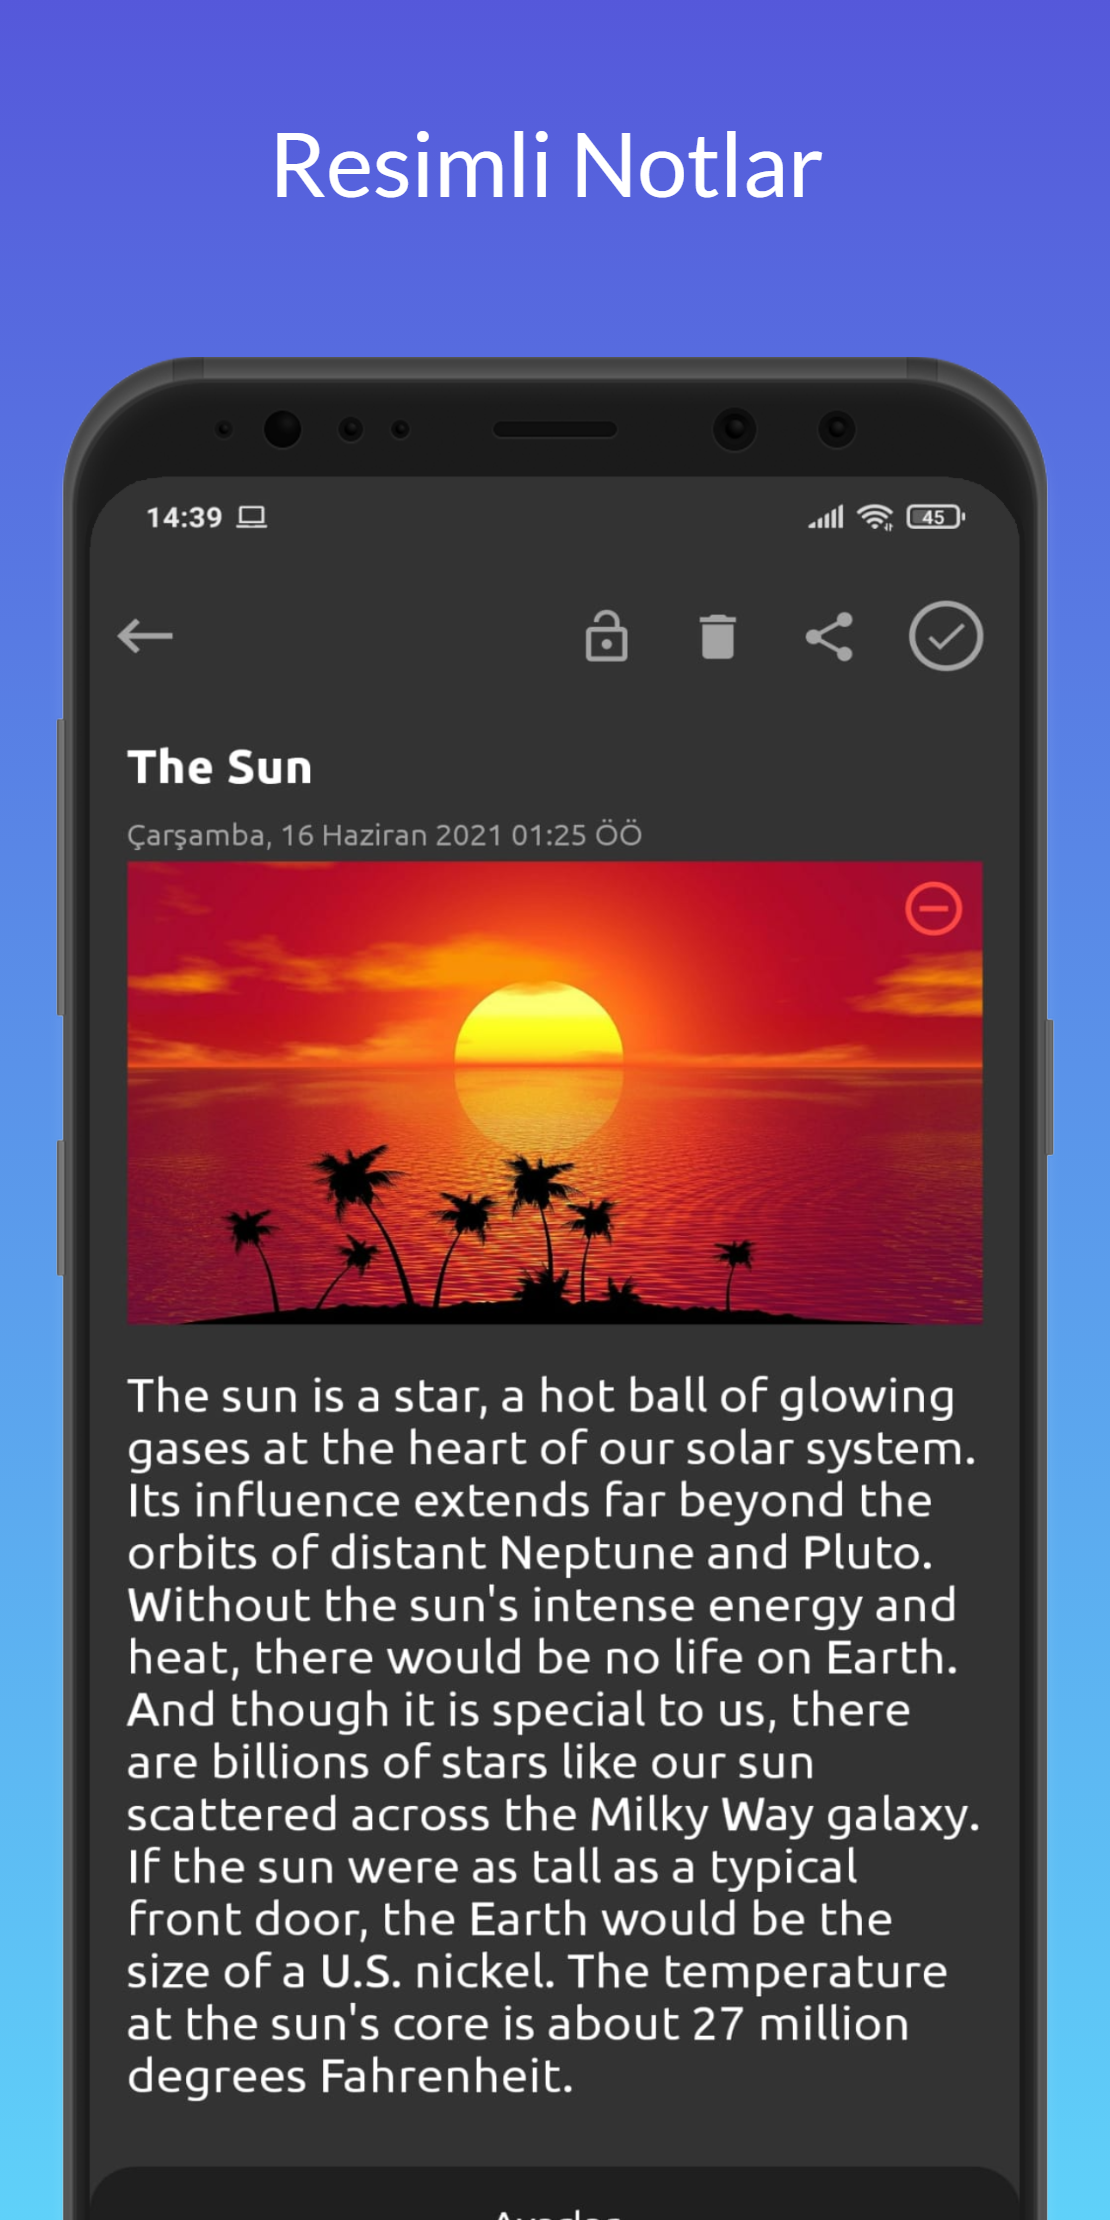 Resimli Notlar
14:39
45
The Sun
Çarşamba, 16 Haziran 2021 01:25 ÖÖ
The sun is a star, a hot ball of glowing
gases at the heart of our solar system.
Its influence extends far beyond the
orbits of distant Neptune and Pluto.
Without the sun's intense energy and
heat, there would be no life on Earth.
And though it is special to us, there
are billions of stars like our sun
scattered across the Milky Way galaxy.
If the sun were as tall as a typical
front door, the Earth would be the
size of a U.S. nickel. The temperature
at the sun's core is about 27 million
degrees Fahrenheit.